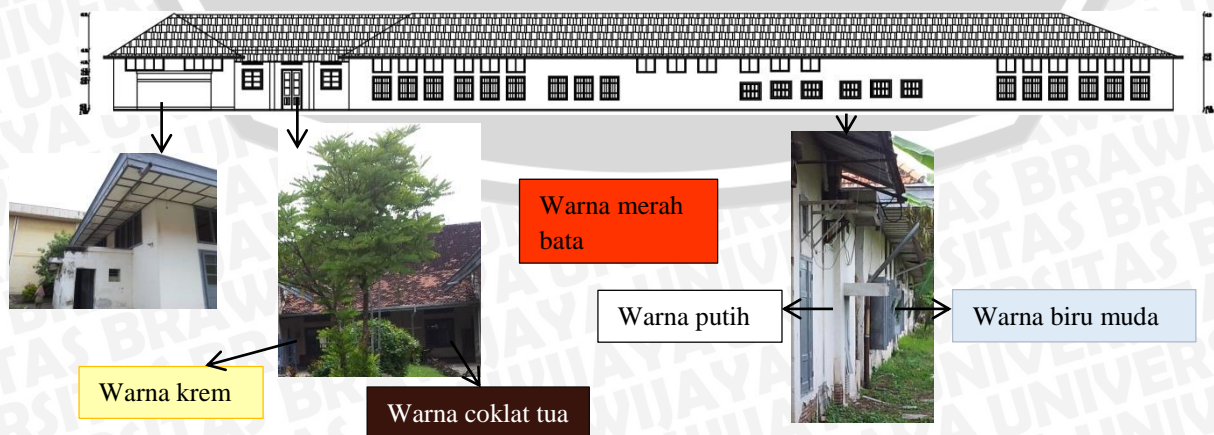 Warna merah
bata
Warna putih
Warna biru muda
Warna krem
Warna coklat tua